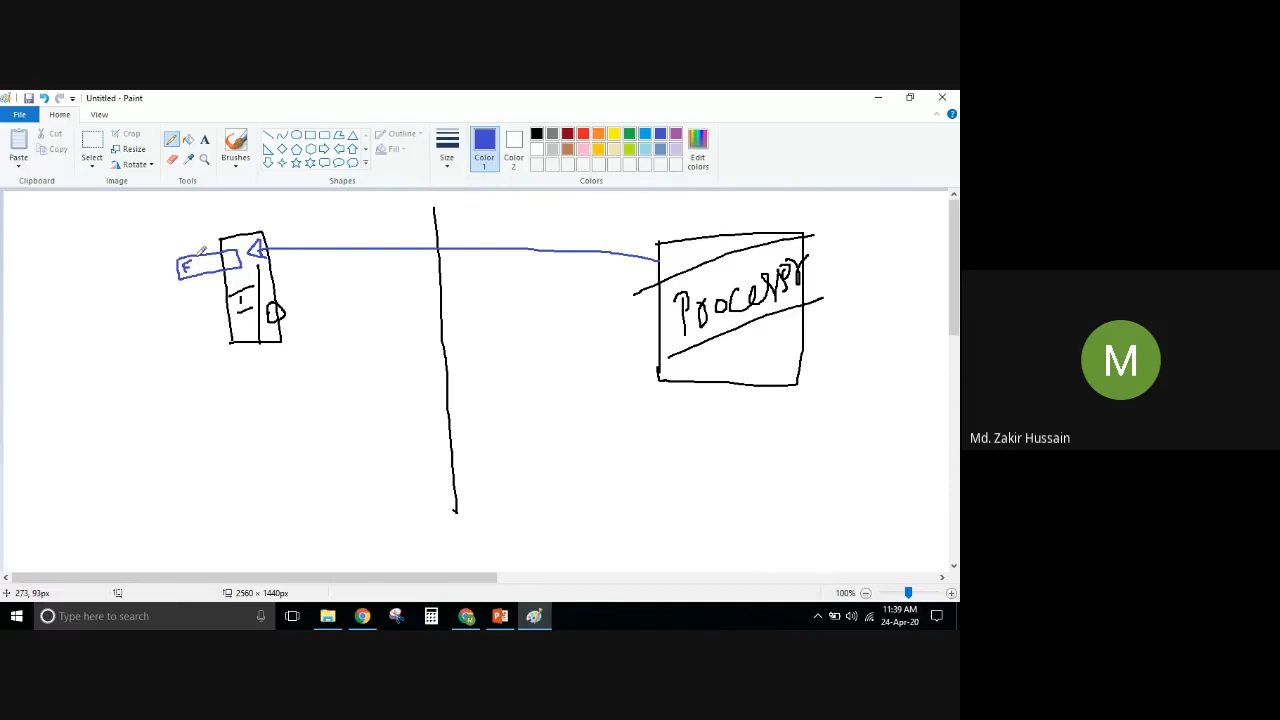 Untitled - Paint
File Home View
Paste
Cut
Copy
Clipboard
Select
Crop
Resize
Rotate
Image
A
Tools
Brushes
Shapes
Outline
Fill
Size
Color 1
Color 2
Edit colors
Colors
F
I
D
Processor
M
Md. Zakir Hussain
273, 93px
2560 × 1440px
100%
Type here to search
11:39 AM
24-Apr-20